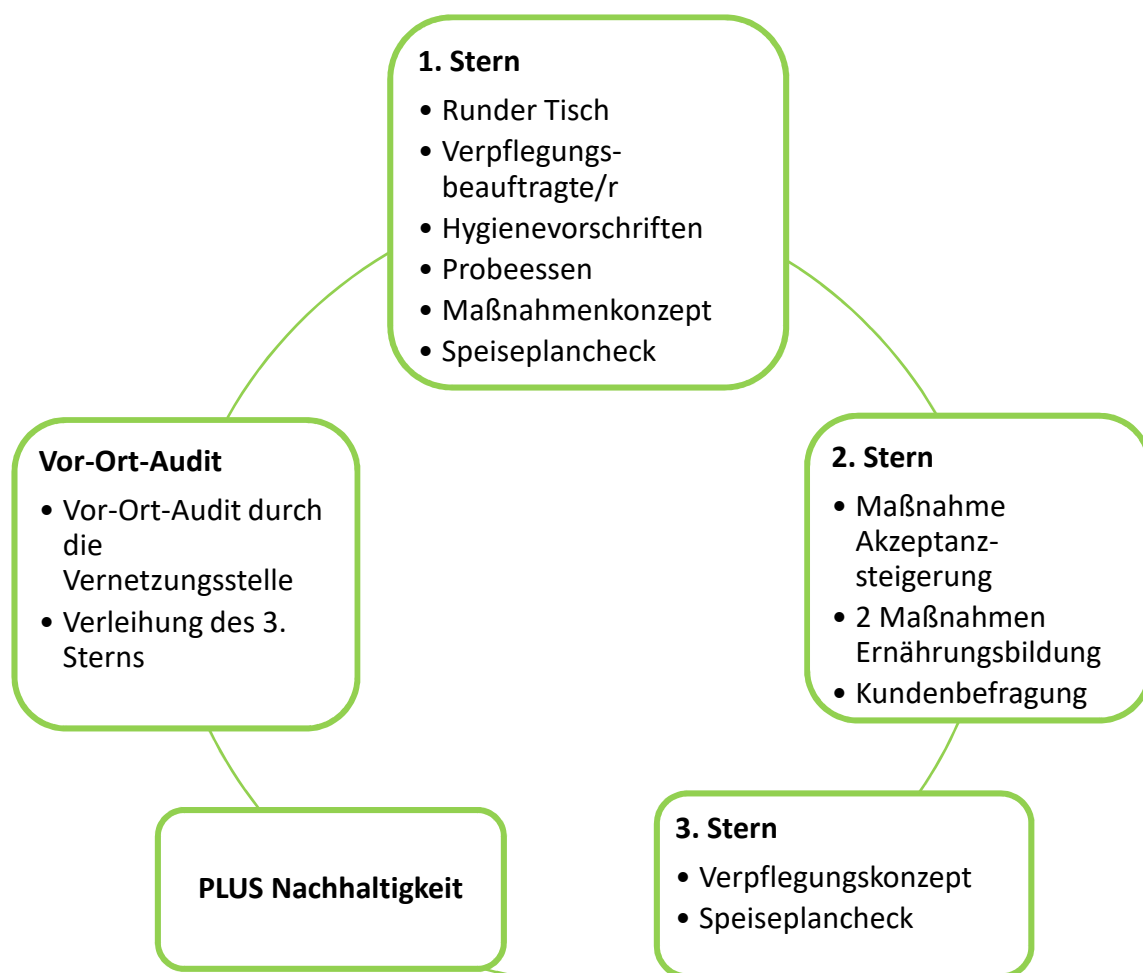 1. Stern
• Runder Tisch
• Verpflegungs-
beauftragte/r
• Hygienevorschriften
• Probeessen
• Maßnahmenkonzept
• Speiseplancheck
2. Stern
• Maßnahme
Akzeptanz-
steigerung
• 2 Maßnahmen
Ernährungsbildung
• Kundenbefragung
3. Stern
• Verpflegungskonzept
• Speiseplancheck
PLUS Nachhaltigkeit
Vor-Ort-Audit
• Vor-Ort-Audit durch
die
Vernetzungsstelle
• Verleihung des 3.
Sterns